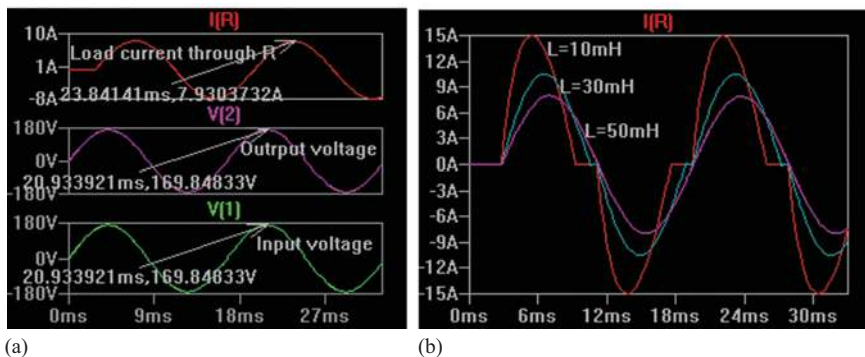 I(R)
10A
1A
-8A
Load current through R
23.84141ms,7.9303732A
V(2)
180V
0V
-180V
Outrput voltage
20.933921ms,169.84833V
V(1)
180V
0V
-180V
Input voltage
20.933921ms,169.84833V
0ms 9ms 18ms 27ms
(a)
I(R)
15A
12A
9A
6A
3A
0A
-3A
-6A
-9A
-12A
-15A
L=10mH
L=30mH
L=50mH
0ms 6ms 12ms 18ms 24ms 30ms
(b)